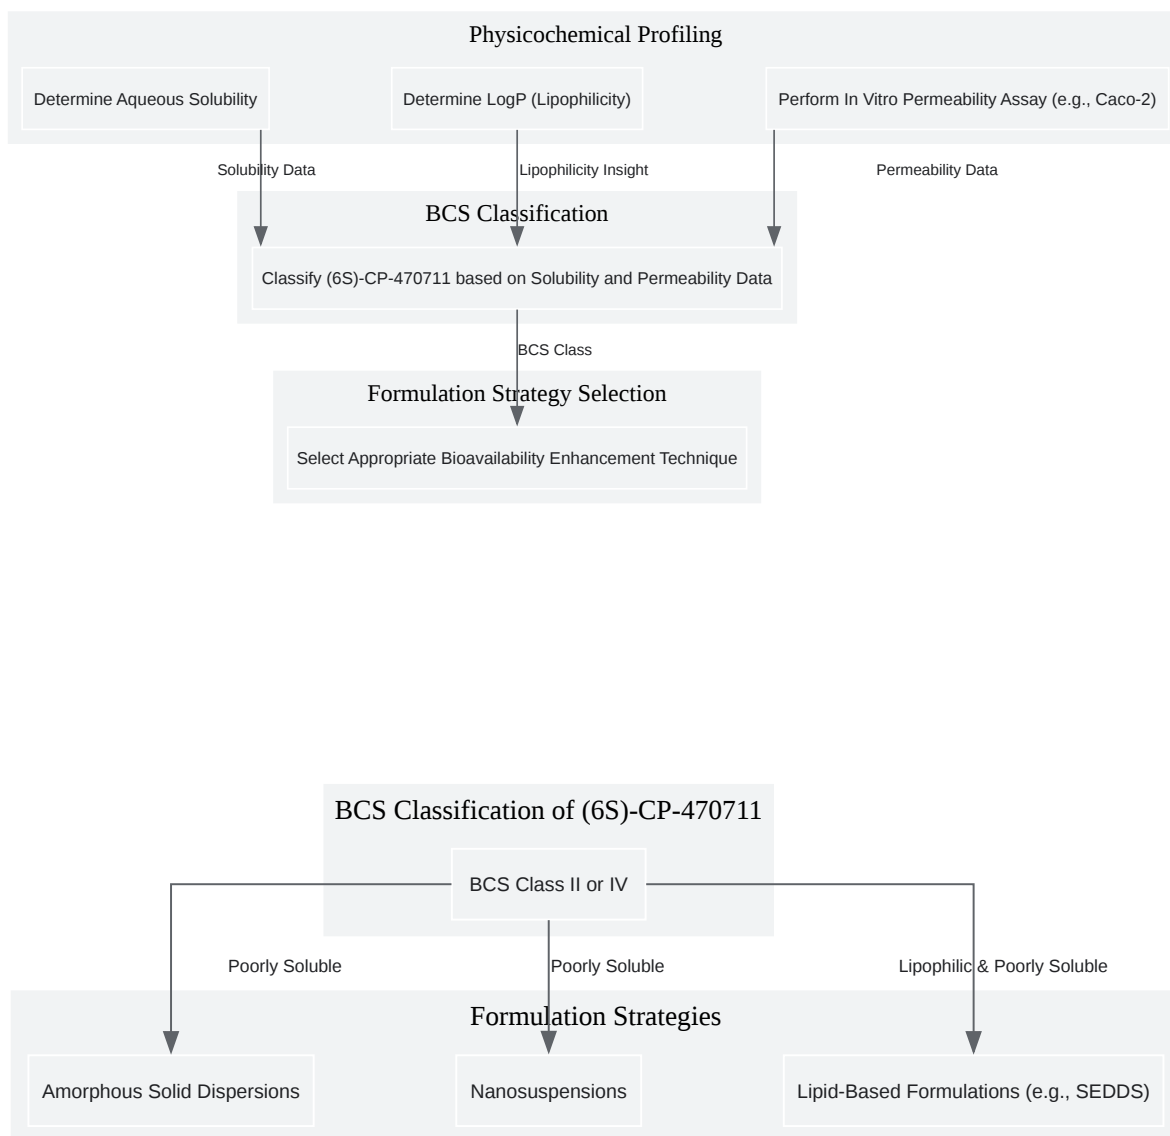 Physicochemical Profiling
Determine Aqueous Solubility
Determine LogP (Lipophilicity)
Perform In Vitro Permeability Assay (e.g., Caco-2)
Solubility Data
Lipophilicity Insight
Permeability Data
BCS Classification
Classify (6S)-CP-470711 based on Solubility and Permeability Data
BCS Class
Formulation Strategy Selection
Select Appropriate Bioavailability Enhancement Technique
BCS Classification of (6S)-CP-470711
BCS Class II or IV
Poorly Soluble
Poorly Soluble
Lipophilic & Poorly Soluble
Formulation Strategies
Amorphous Solid Dispersions
Nanosuspensions
Lipid-Based Formulations (e.g., SEDDS)